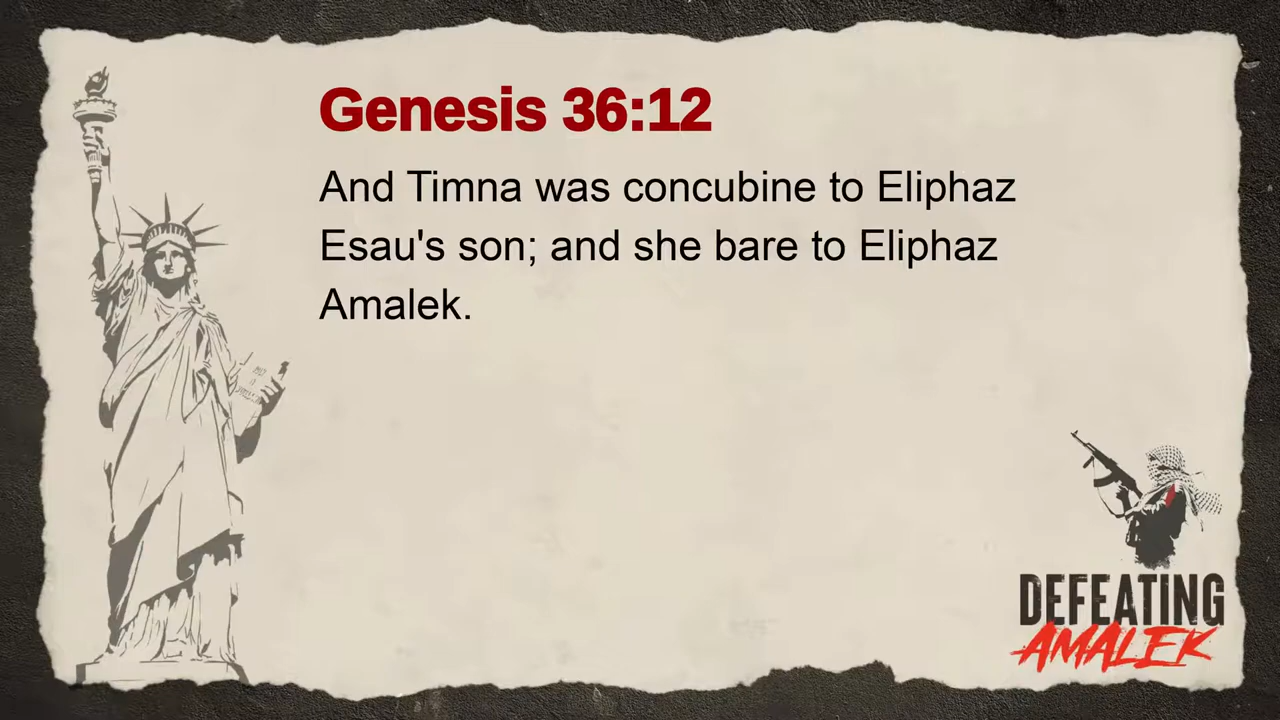 Genesis 36:12
And Timna was concubine to Eliphaz
Esau's son; and she bare to Eliphaz
Amalek.
DEFEATING
AMALEK